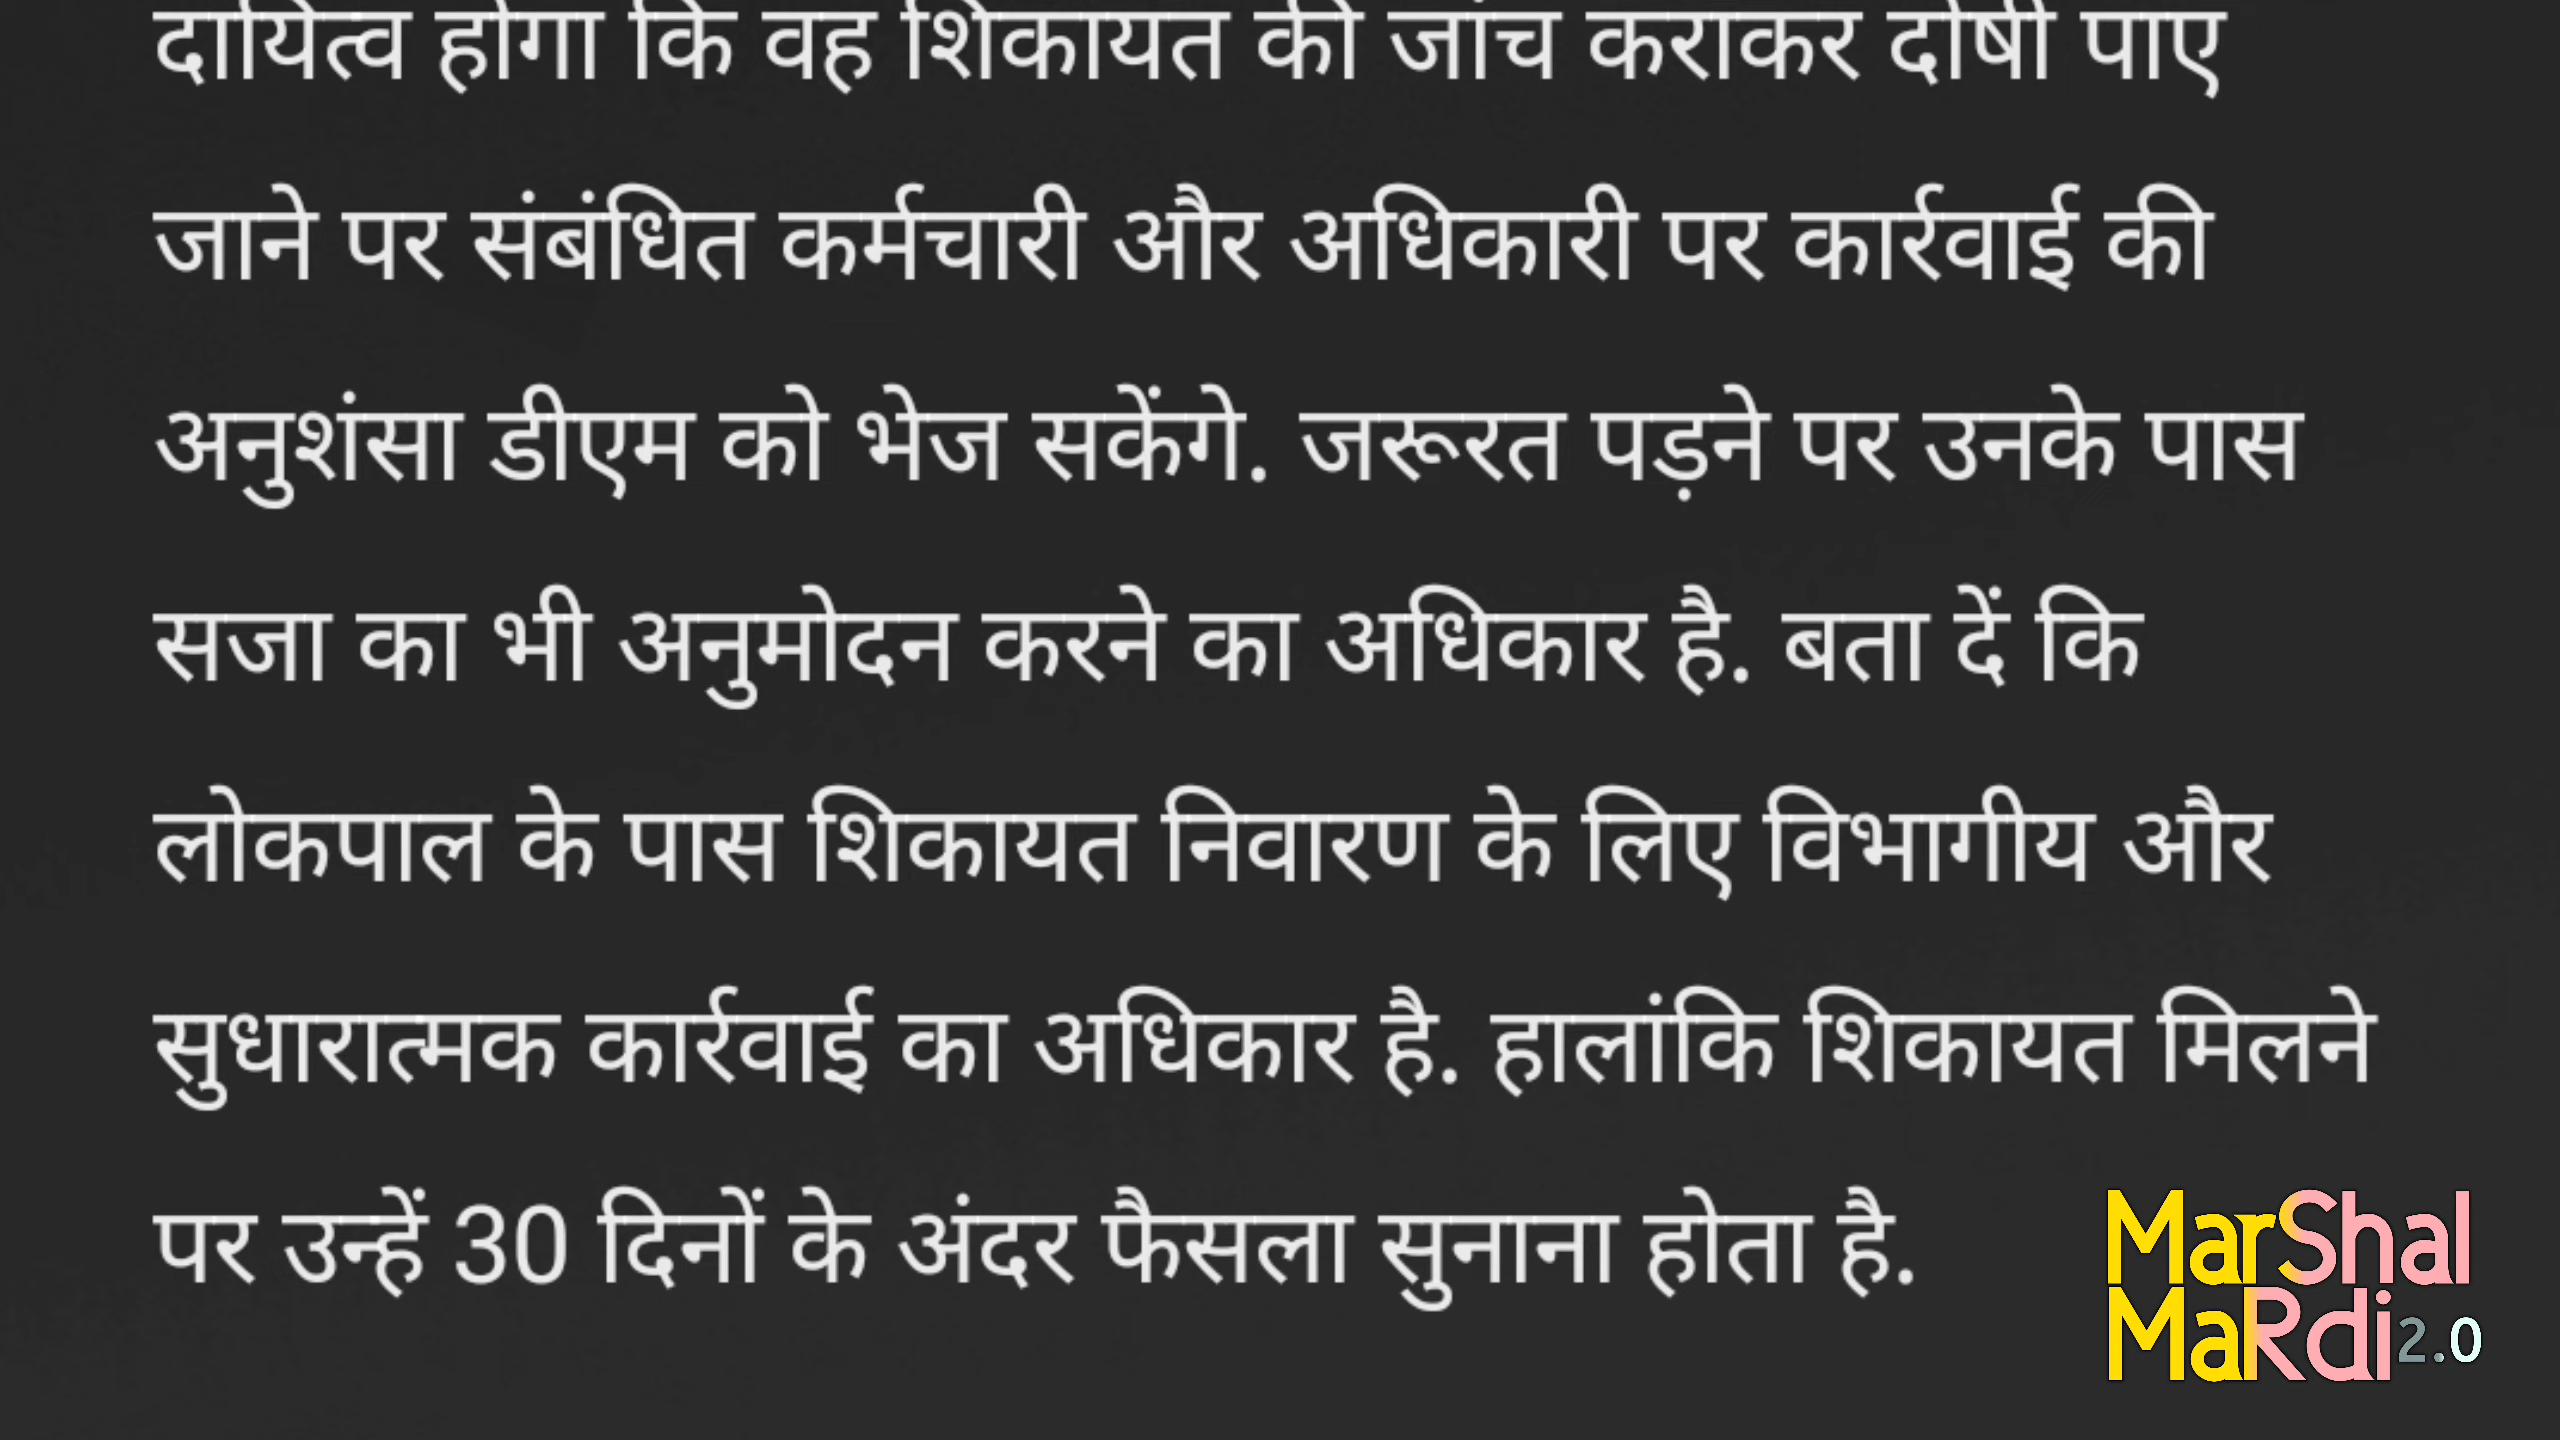 दायित्व होगा कि वह शिकायत की जांच कराकर दोषी पाए
जाने पर संबंधित कर्मचारी और अधिकारी पर कार्रवाई की
अनुशंसा डीएम को भेज सकेंगे. जरूरत पड़ने पर उनके पास
सजा का भी अनुमोदन करने का अधिकार है. बता दें कि
लोकपाल के पास शिकायत निवारण के लिए विभागीय और
सुधारात्मक कार्रवाई का अधिकार है. हालांकि शिकायत मिलने
पर उन्हें 30 दिनों के अंदर फैसला सुनाना होता है.
MarShal
MaRdi2.0